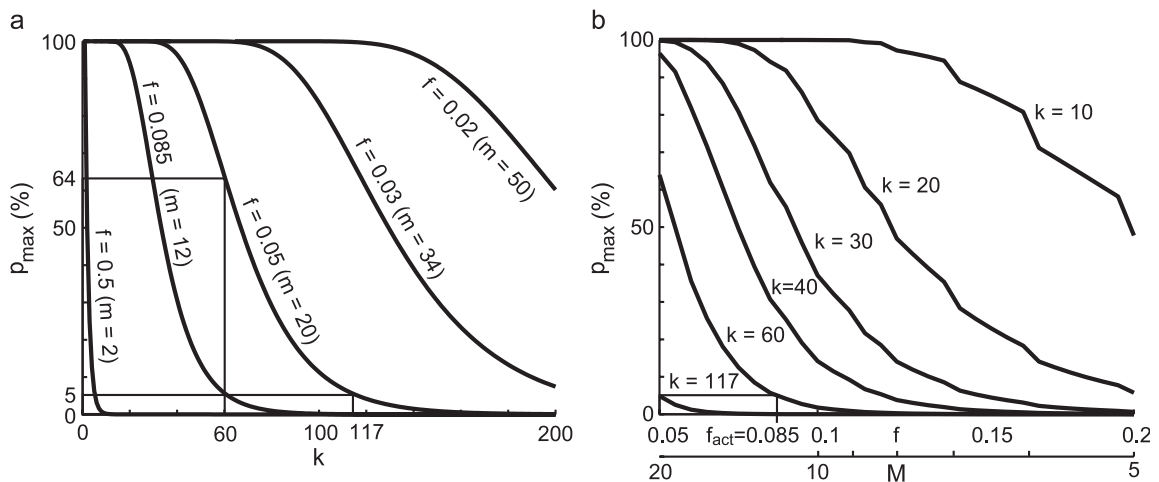 a
100
64
50
5
0
p_max (%)
f = 0.5 (m = 2)
f = 0.085 (m = 12)
f = 0.05 (m = 20)
f = 0.03 (m = 34)
f = 0.02 (m = 50)
0 60 100 117 200
k
b
100
50
0
p_max (%)
k = 10
k = 20
k = 30
k=40
k = 60
k = 117
0.05 f_act=0.085 0.1 f 0.15 0.2
20 10 M 5